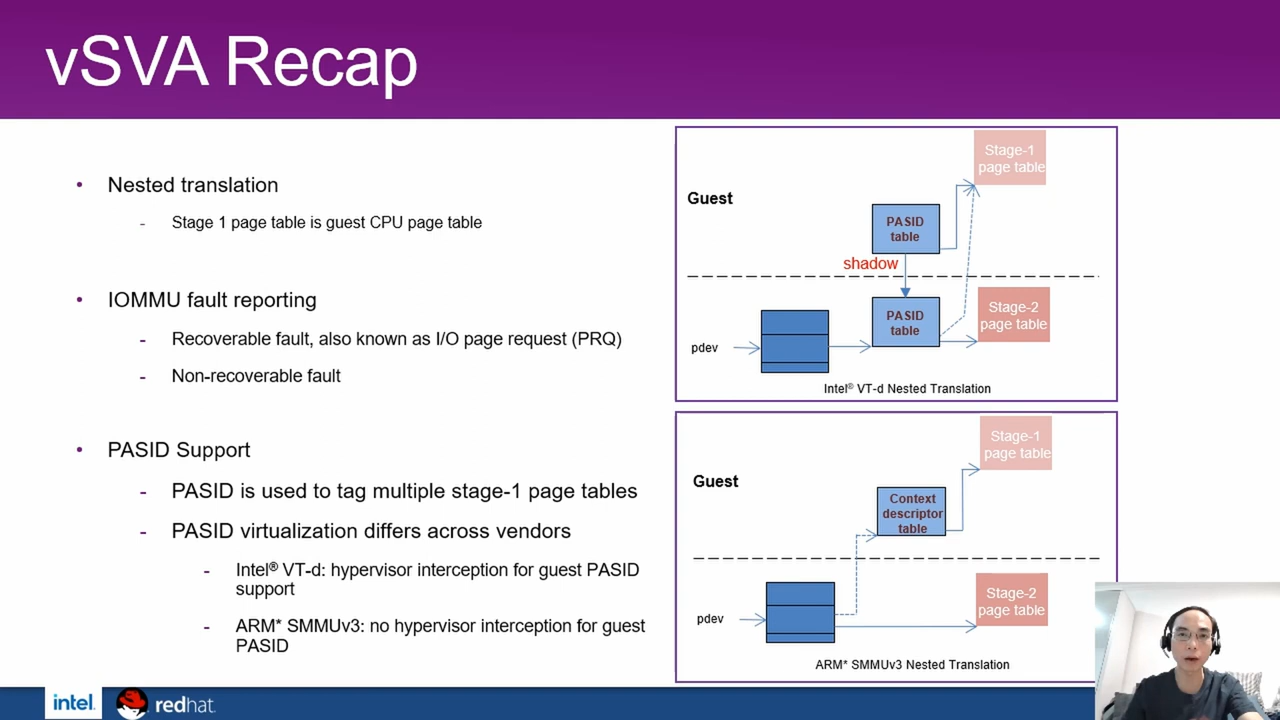 vSVA Recap
• Nested translation
- Stage 1 page table is guest CPU page table
• IOMMU fault reporting
- Recoverable fault, also known as I/O page request (PRQ)
- Non-recoverable fault
• PASID Support
- PASID is used to tag multiple stage-1 page tables
- PASID virtualization differs across vendors
- Intel® VT-d: hypervisor interception for guest PASID
support
- ARM* SMMUv3: no hypervisor interception for guest
PASID
Stage-1
page table
Guest
PASID
table
shadow
PASID
table
Stage-2
page table
pdev
Intel® VT-d Nested Translation
Stage-1
page table
Guest
Context
descriptor
table
Stage-2
page table
pdev
ARM* SMMUv3 Nested Translation
intel.
redhat.